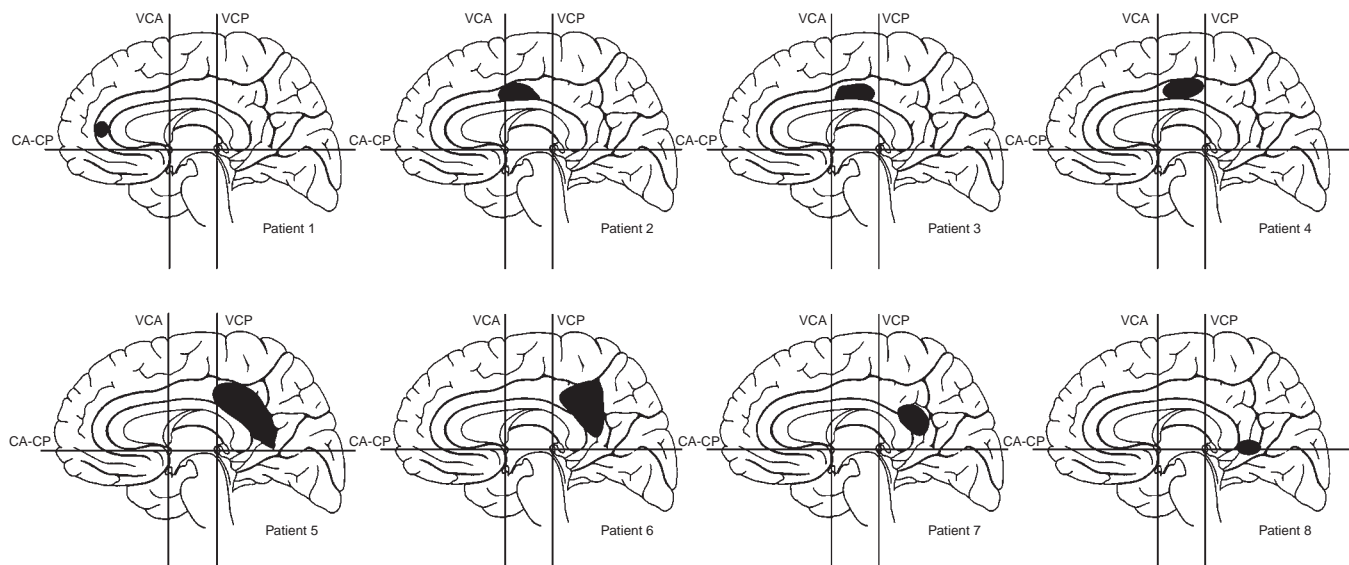 VCA VCP VCA VCP VCA VCP VCA VCP
CA-CP CA-CP CA-CP CA-CP
Patient 1 Patient 2 Patient 3 Patient 4
VCA VCP VCA VCP VCA VCP VCA VCP
CA-CP CA-CP CA-CP CA-CP
Patient 5 Patient 6 Patient 7 Patient 8